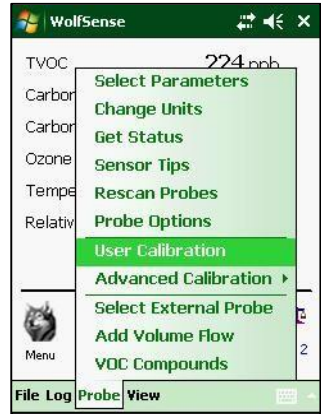 WolfSense
TVOC 224 ppb
Carbon
Carbon
Ozone
Tempe
Relativ
Select Parameters
Change Units
Get Status
Sensor Tips
Rescan Probes
Probe Options
User Calibration
Advanced Calibration
Select External Probe
Add Volume Flow
VOC Compounds
Menu
2
File Log Probe View